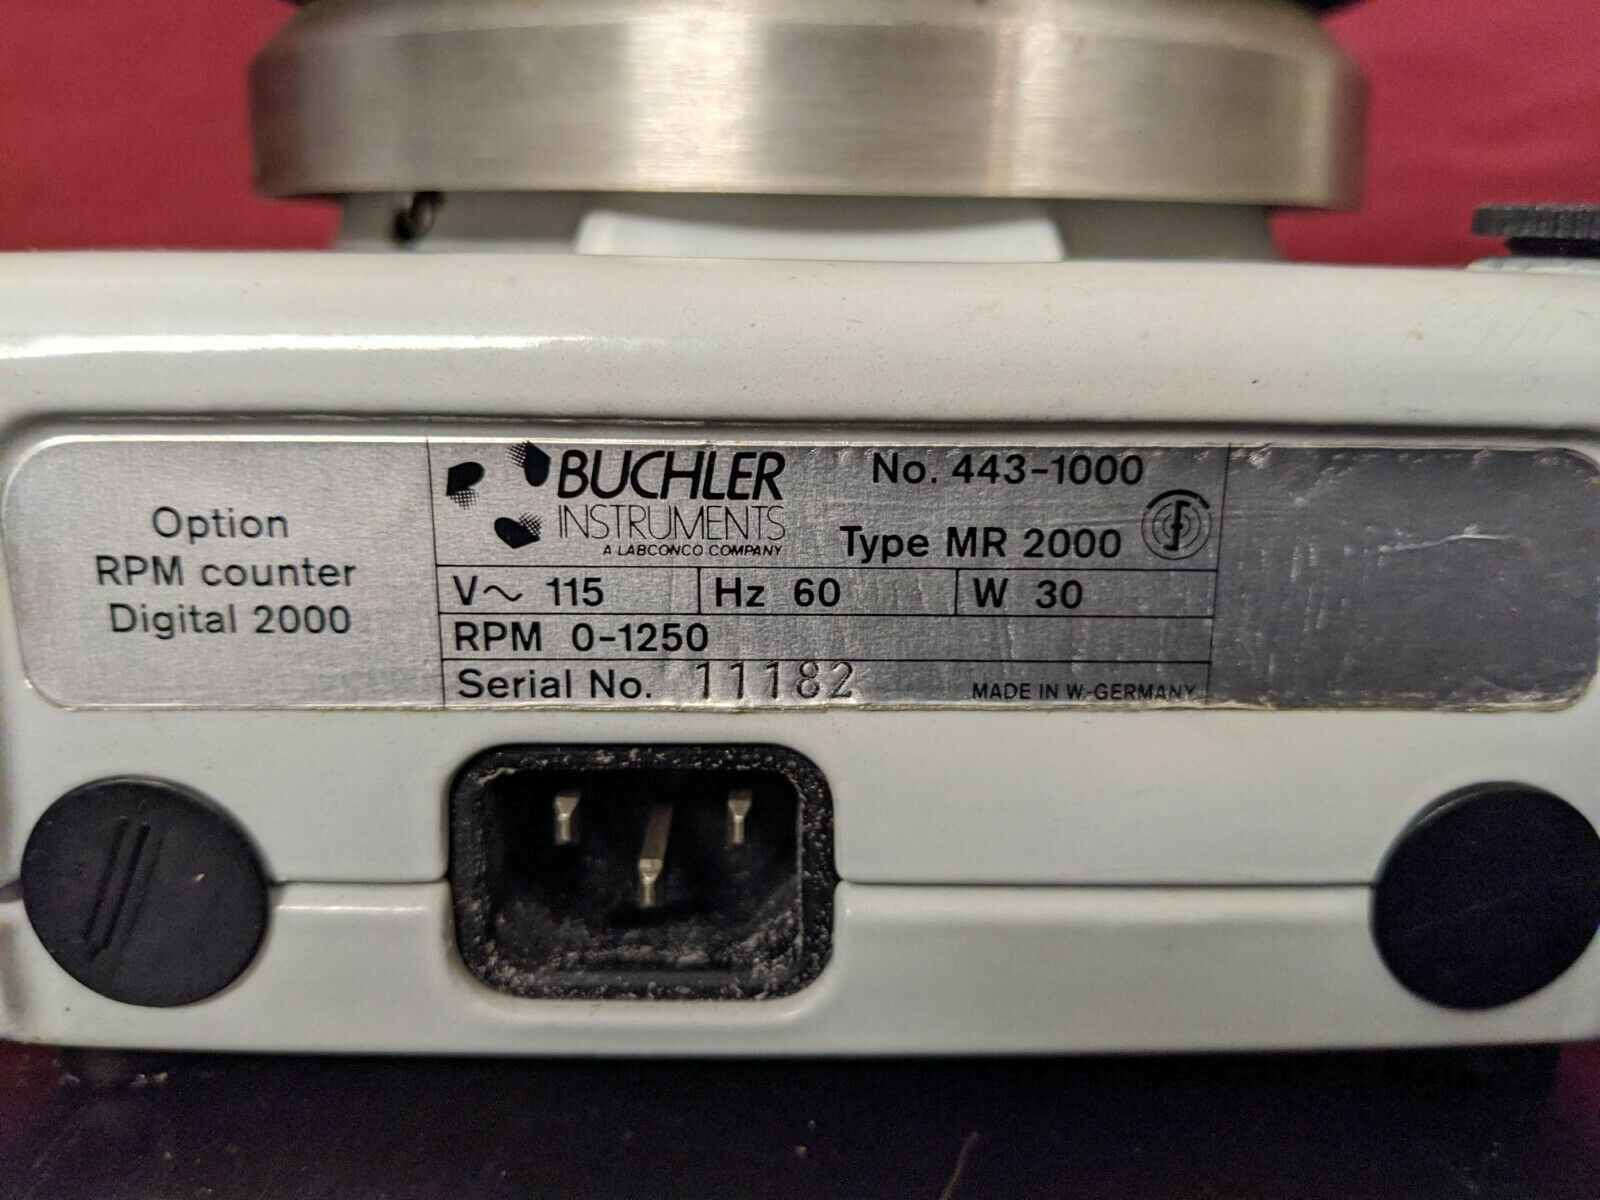 Option
RPM counter
Digital 2000
BUCHLER
INSTRUMENTS
A LABCONCO COMPANY
No. 443-1000
Type MR 2000
V~ 115
Hz 60
W 30
RPM 0-1250
Serial No. 11182
MADE IN W.-GERMANY